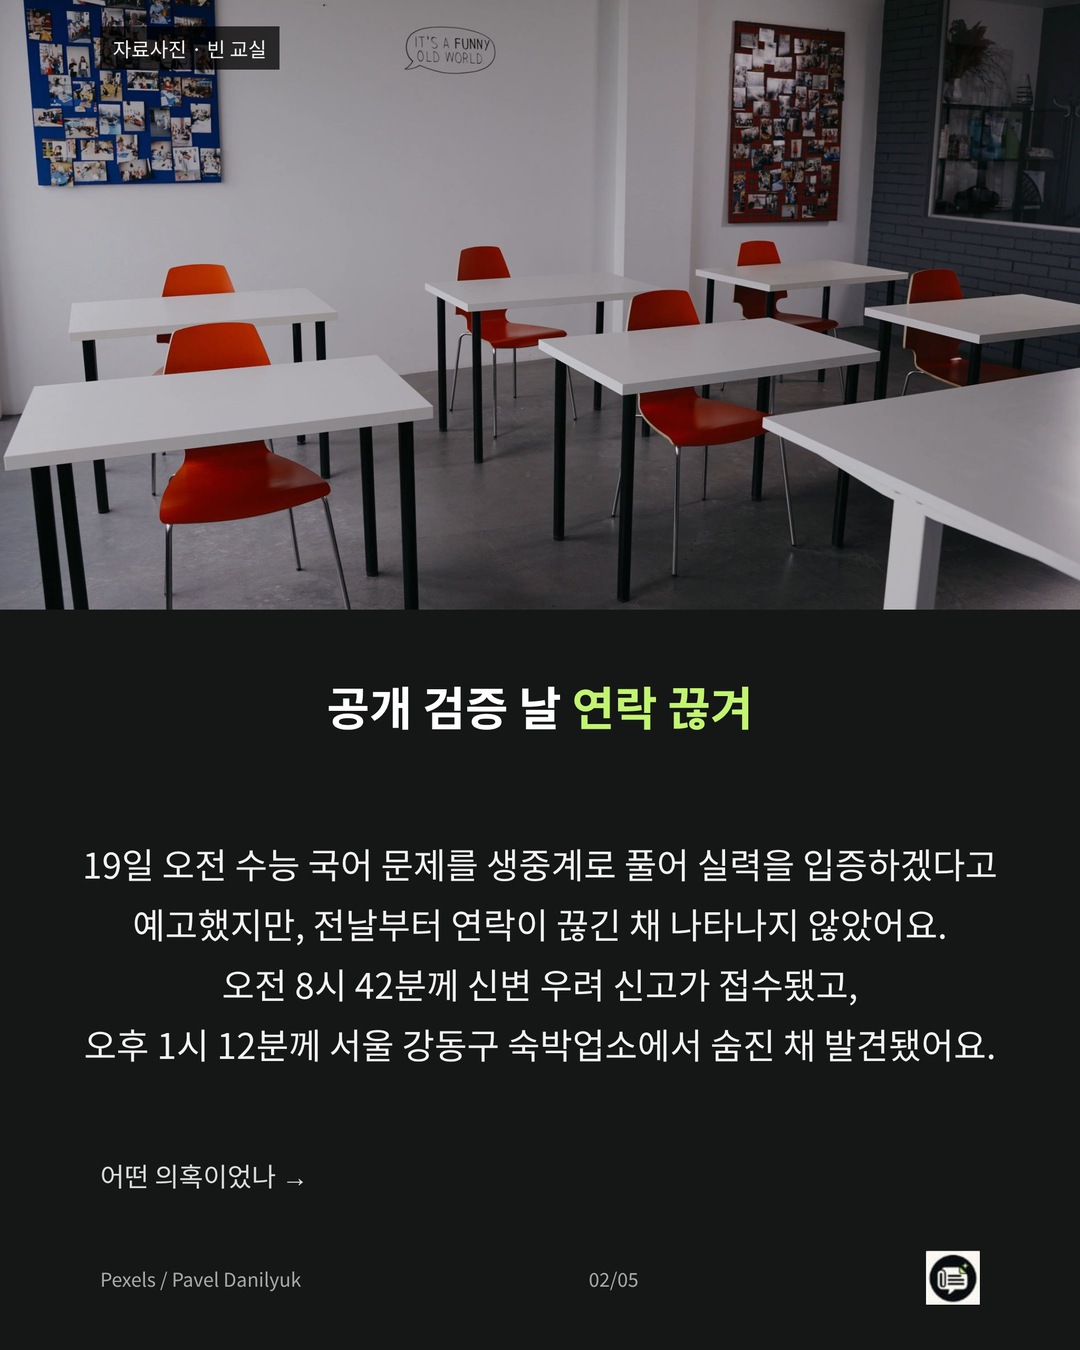 자료사진 · 빈 교실
IT'S A FUNNY
OLD WORLD
공개 검증 날 연락 끊겨
19일 오전 수능 국어 문제를 생중계로 풀어 실력을 입증하겠다고
예고했지만, 전날부터 연락이 끊긴 채 나타나지 않았어요.
오전 8시 42분께 신변 우려 신고가 접수됐고,
오후 1시 12분께 서울 강동구 숙박업소에서 숨진 채 발견됐어요.
어떤 의혹이었나 →
Pexels / Pavel Danilyuk
02/05